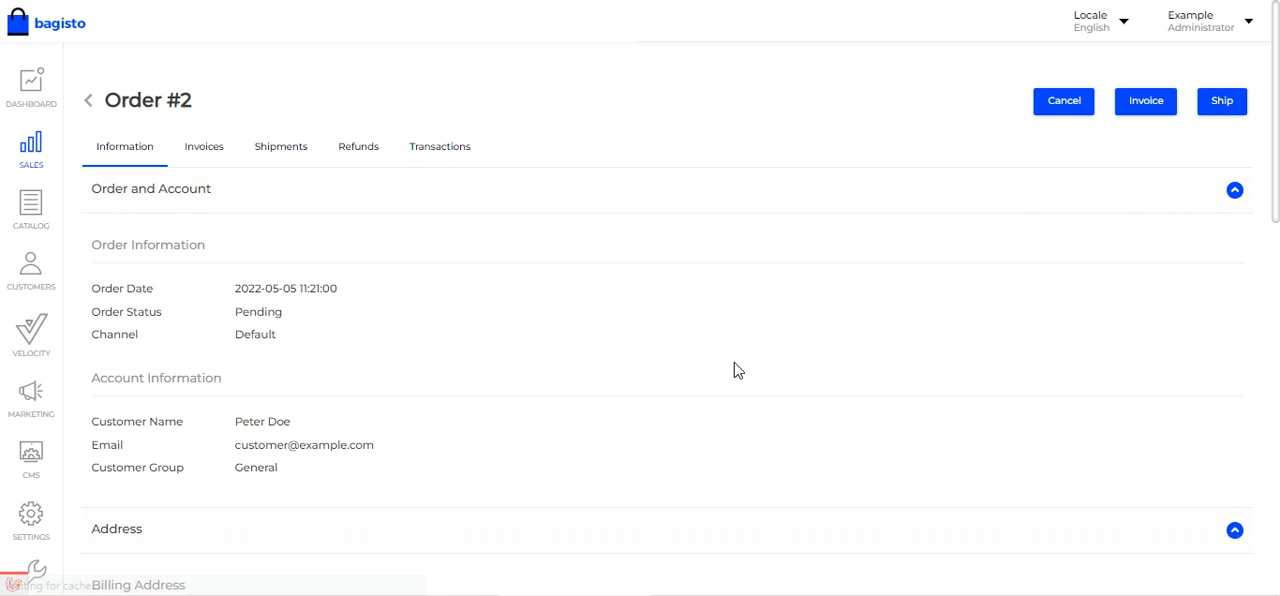 bagisto
Locale
English
Example
Administrator
DASHBOARD
SALES
CATALOG
CUSTOMERS
VELOCITY
MARKETING
CMS
SETTINGS
Order #2
Cancel
Invoice
Ship
Information
Invoices
Shipments
Refunds
Transactions
Order and Account
Order Information
Order Date 2022-05-05 11:21:00
Order Status Pending
Channel Default
Account Information
Customer Name Peter Doe
Email customer@example.com
Customer Group General
Address
Billing Address
for cache